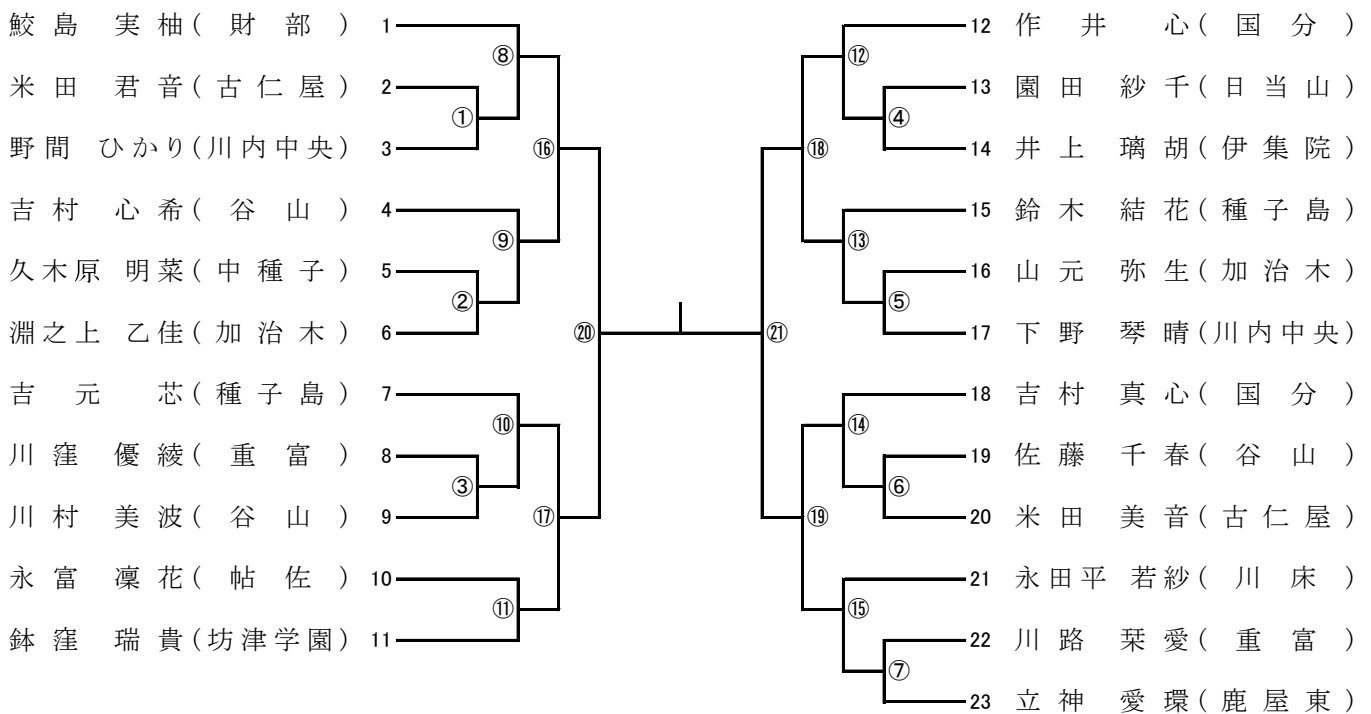 鮫島 実柚(財部) 1
米田 君音(古仁屋) 2
野間 ひかり(川内中央) 3
吉村 心希(谷山) 4
久木原 明菜(中種子) 5
淵之上 乙佳(加治木) 6
吉元 芯(種子島) 7
川窪 優綾(重富) 8
川村 美波(谷山) 9
永富 凜花(帖佐) 10
鉢窪 瑞貴(坊津学園) 11
⑧
①
⑯
⑨
②
⑳
⑩
③
⑰
⑪
㉑
⑫
④
⑱
⑬
⑤
⑭
⑥
⑲
⑮
⑦
12 作井 心(国分)
13 園田 紗千(日当山)
14 井上 璃胡(伊集院)
15 鈴木 結花(種子島)
16 山元 弥生(加治木)
17 下野 琴晴(川内中央)
18 吉村 真心(国分)
19 佐藤 千春(谷山)
20 米田 美音(古仁屋)
21 永田平 若紗(川床)
22 川路 栞愛(重富)
23 立神 愛環(鹿屋東)